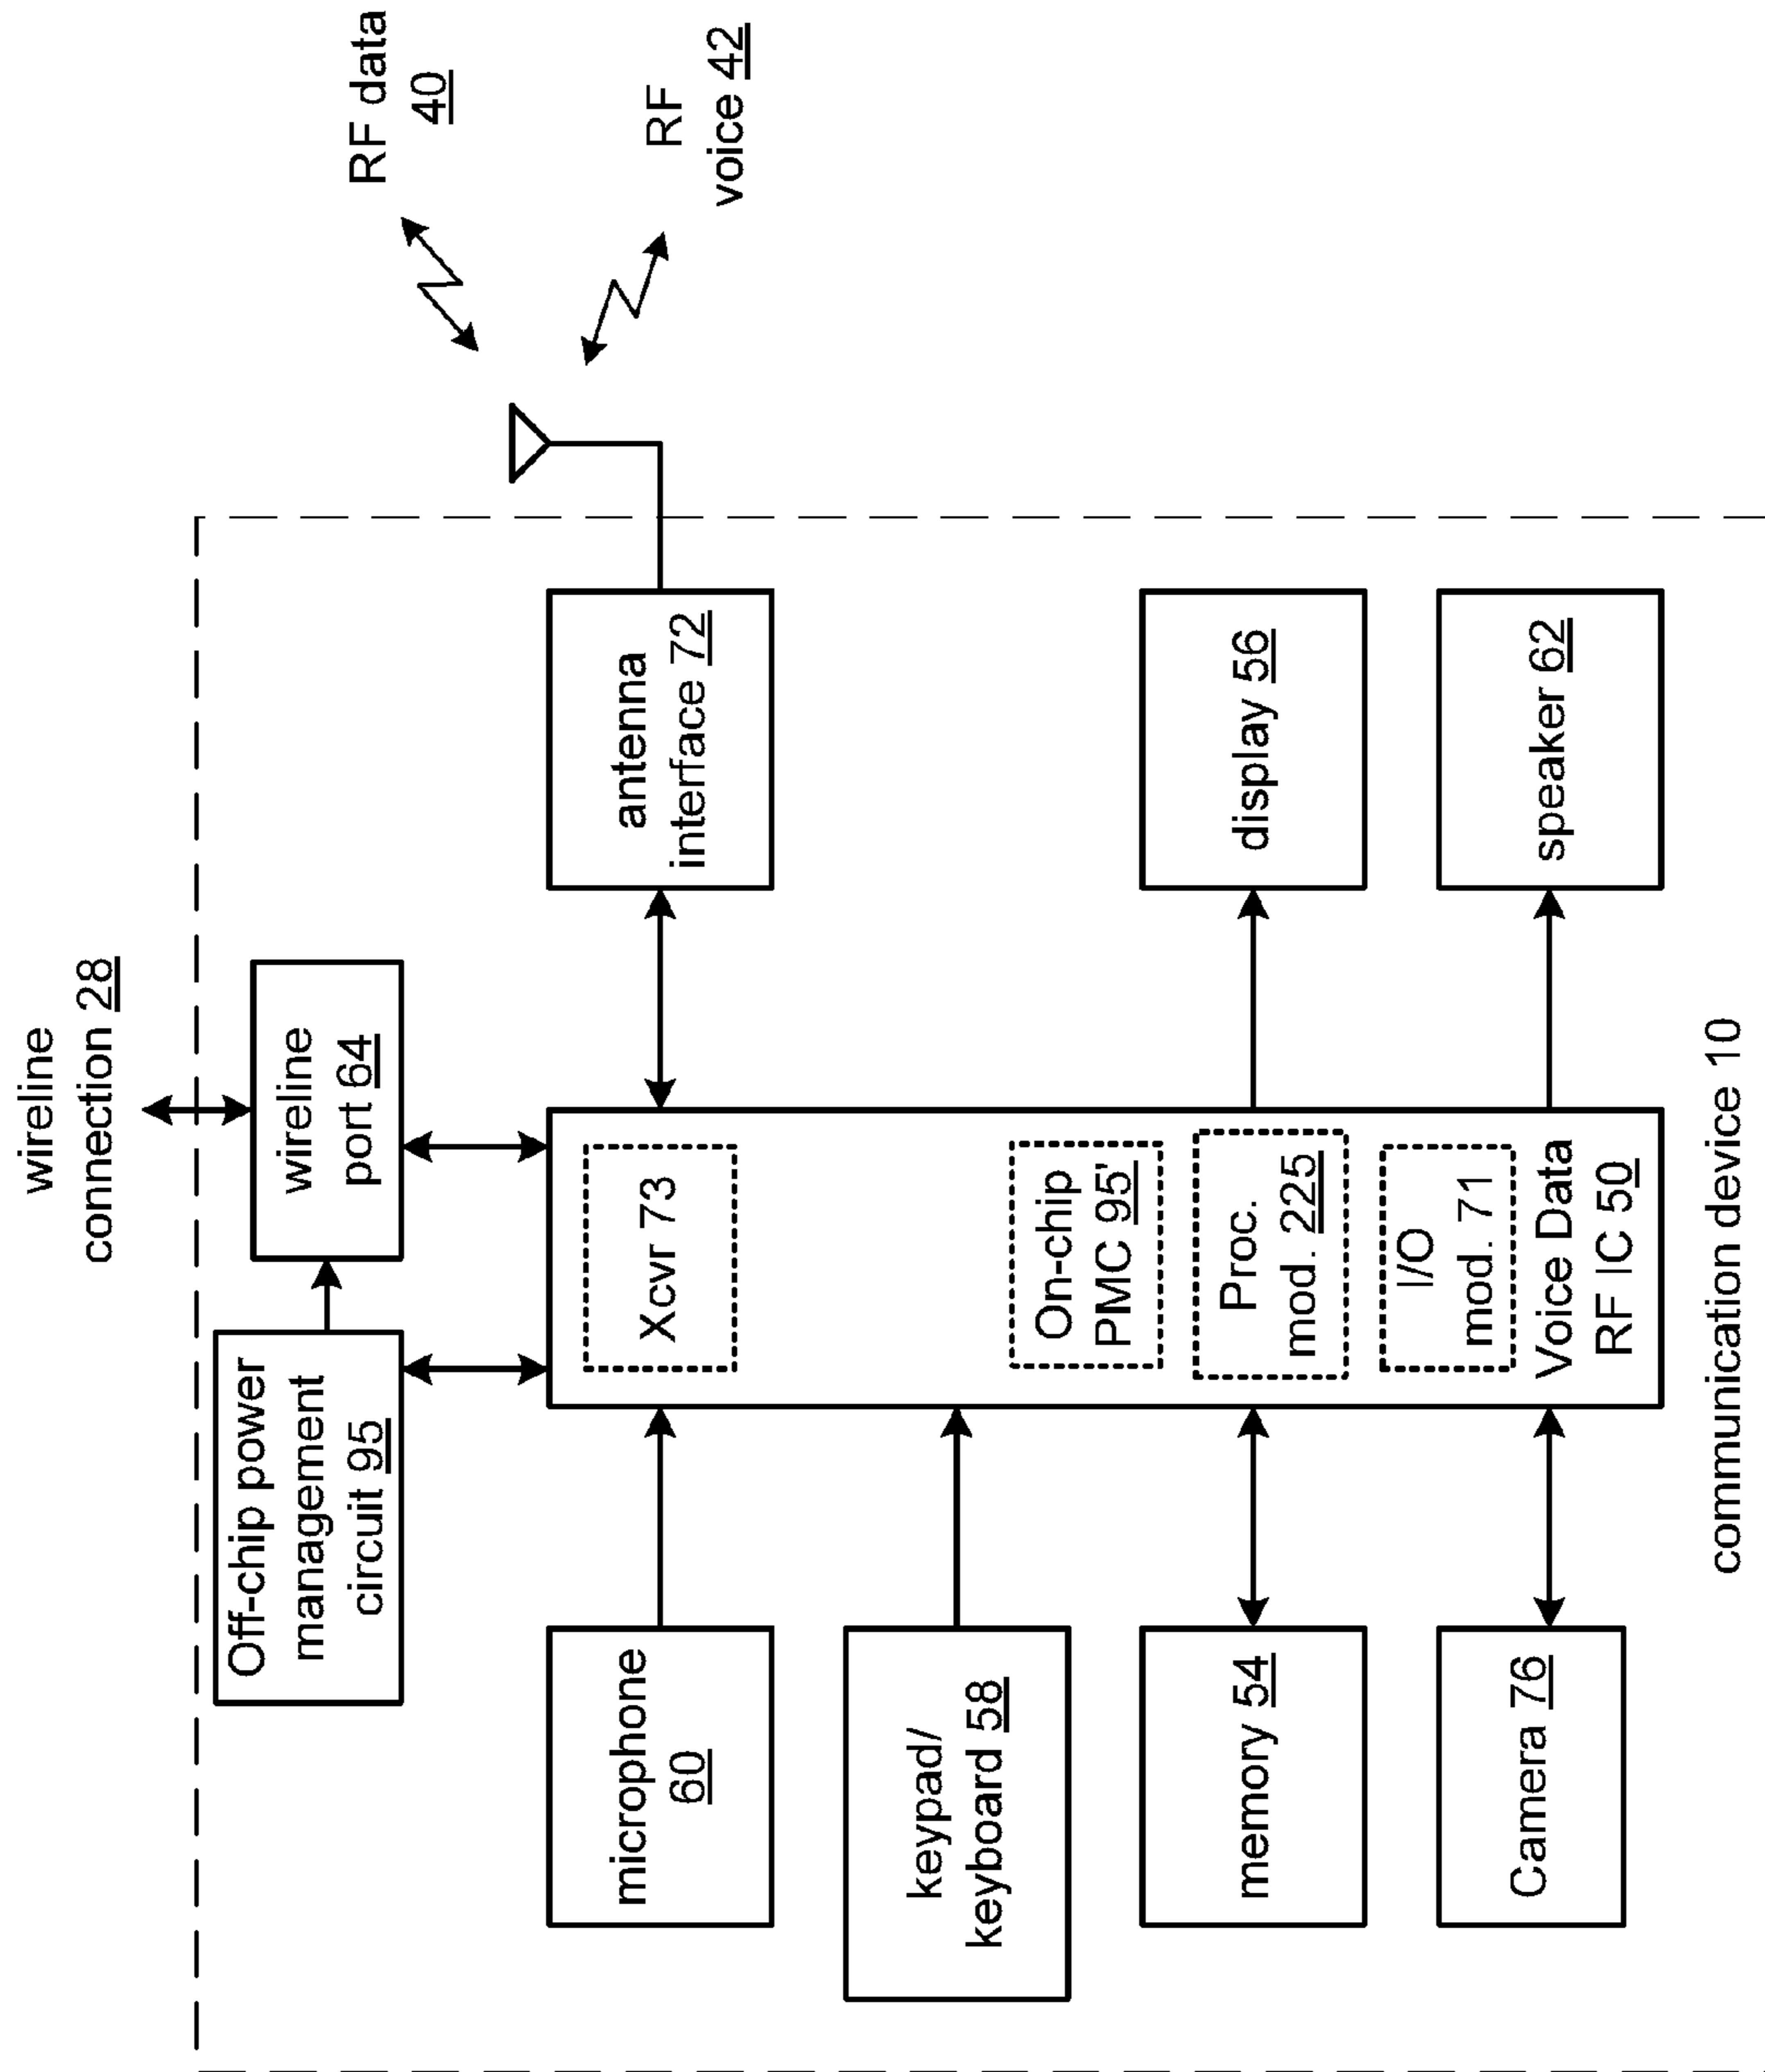 wireline
connection 28
RF data
40
RF
voice 42
Off-chip power
management
circuit 95
wireline
port 64
microphone
60
Xcvr 73
antenna
interface 72
keypad/
keyboard 58
On-chip
PMC 95'
memory 54
Proc.
mod. 225
display 56
Camera 76
I/O
mod. 71
Voice Data
RF IC 50
speaker 62
communication device 10